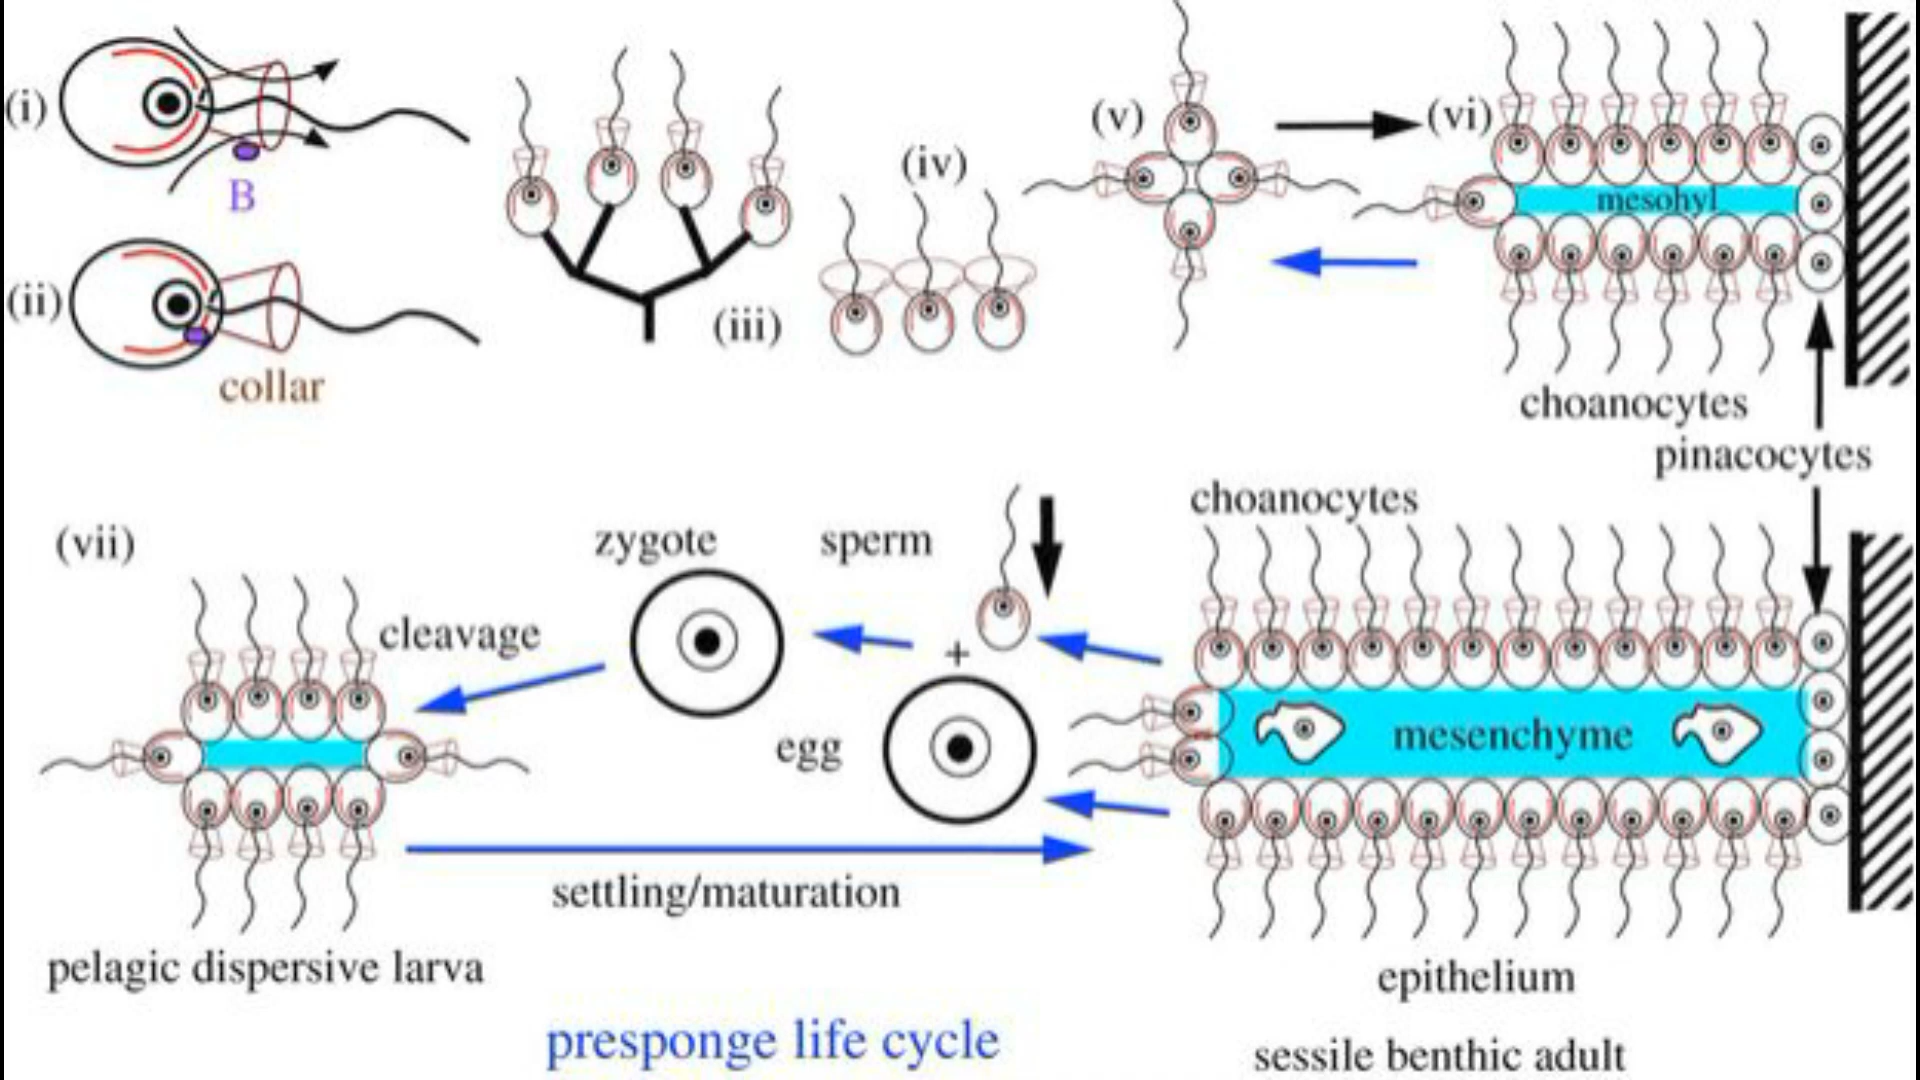 (i)
B
(ii)
collar
(iii)
(iv)
(v)
(vi)
mesohyl
choanocytes
pinacocytes
choanocytes
(vii)
zygote
sperm
cleavage
+
egg
mesenchyme
settling/maturation
pelagic dispersive larva
epithelium
presponge life cycle
sessile benthic adult